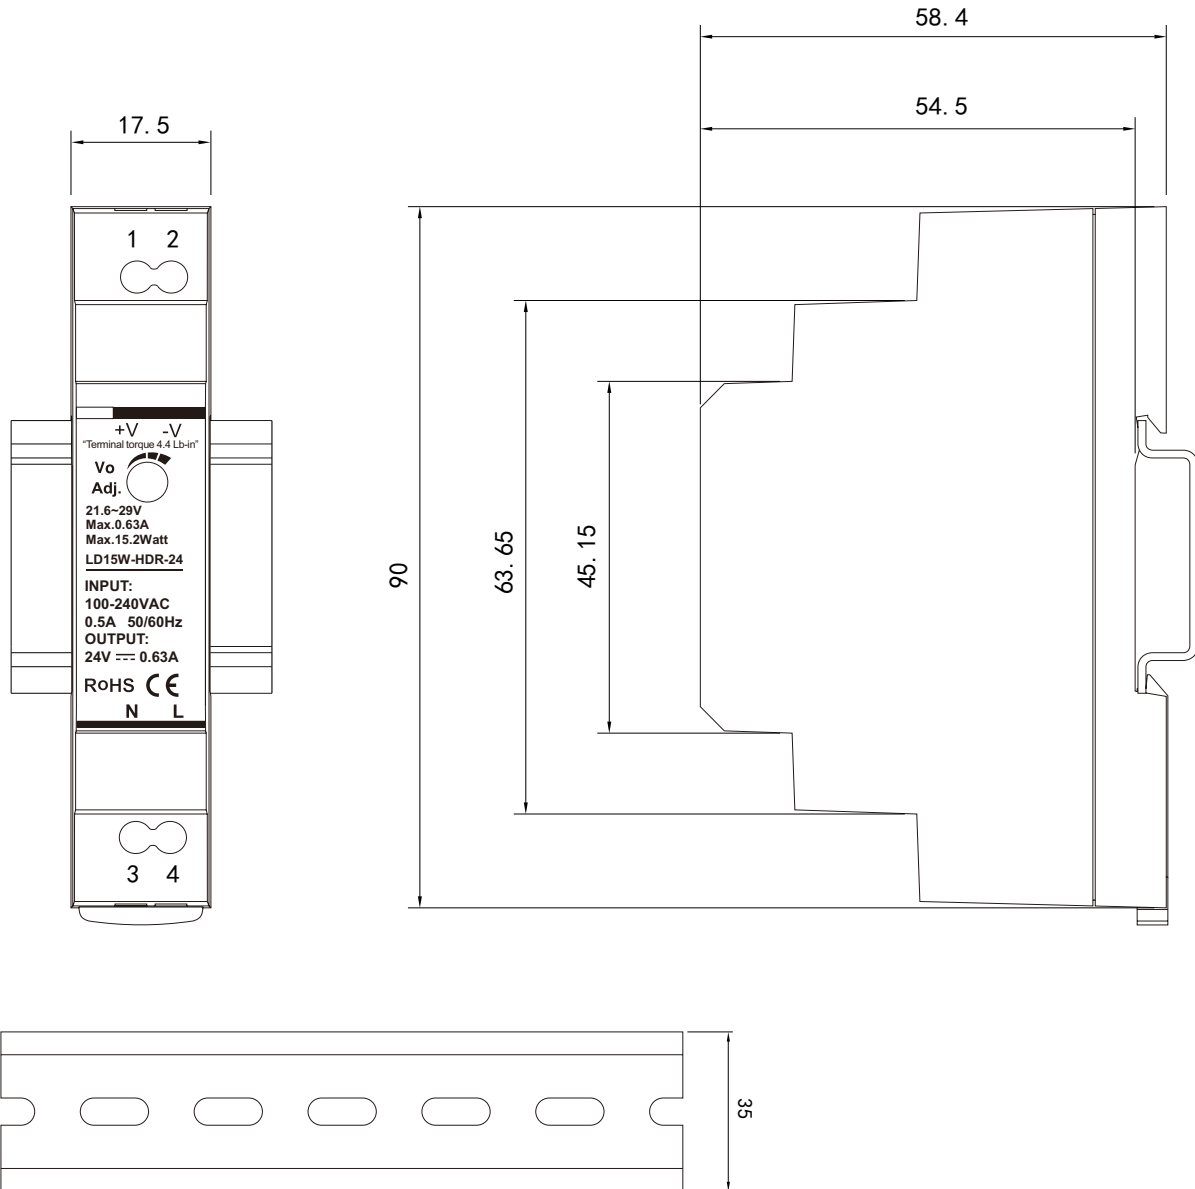 58.4
54.5
17.5
1 2
+V -V
"Terminal torque 4.4 Lb-in"
Vo
Adj.
21.6~29V
Max.0.63A
Max.15.2Watt
LD15W-HDR-24
INPUT:
100-240VAC
0.5A 50/60Hz
OUTPUT:
24V ⎓ 0.63A
RoHS CE
N L
3 4
90
63.65
45.15
35